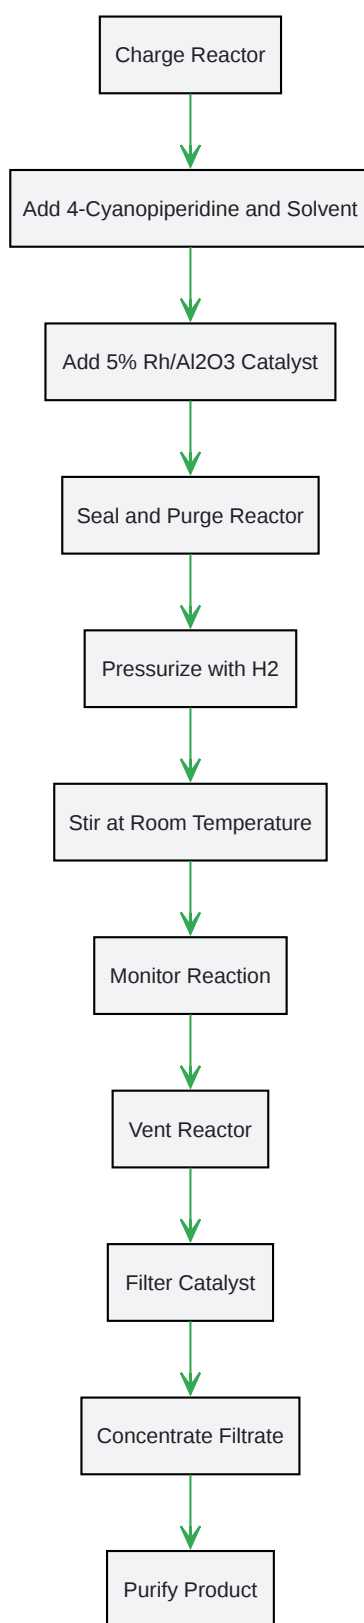 Charge Reactor
Add 4-Cyanopiperidine and Solvent
Add 5% Rh/Al2O3 Catalyst
Seal and Purge Reactor
Pressurize with H2
Stir at Room Temperature
Monitor Reaction
Vent Reactor
Filter Catalyst
Concentrate Filtrate
Purify Product